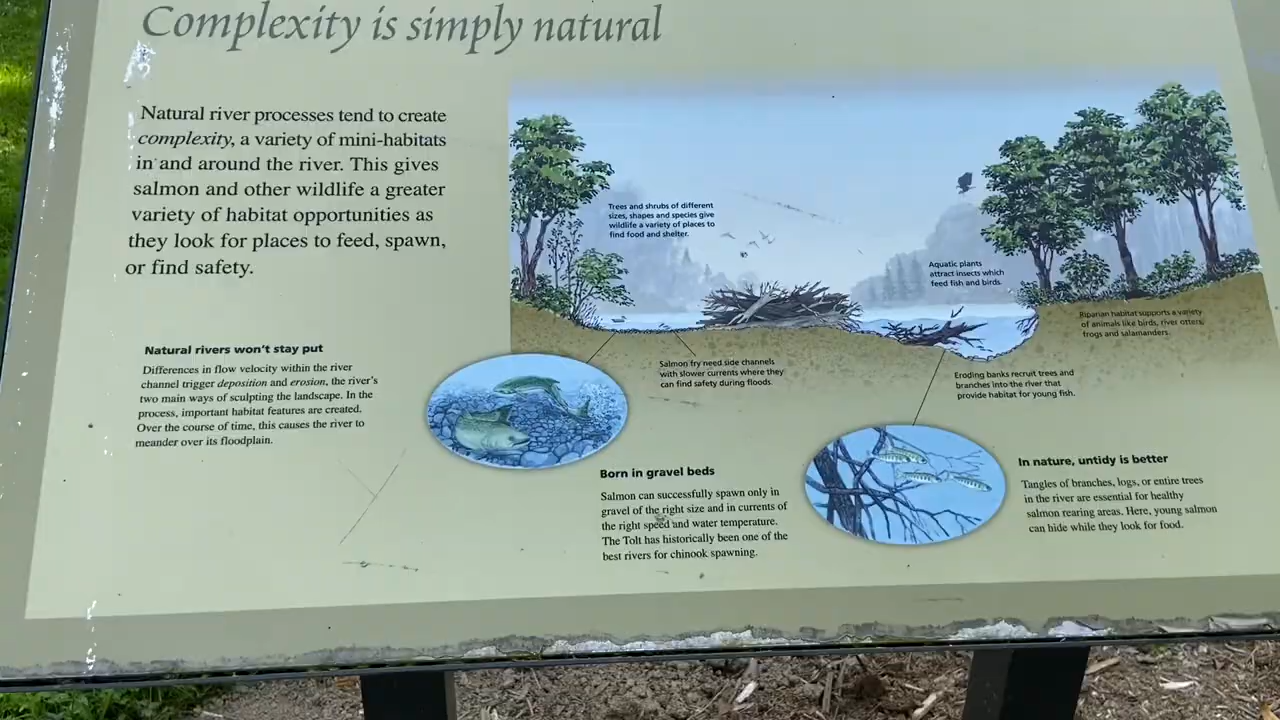 Complexity is simply natural
Natural river processes tend to create
complexity, a variety of mini-habitats
in and around the river. This gives
salmon and other wildlife a greater
variety of habitat opportunities as
they look for places to feed, spawn,
or find safety.
Trees and shrubs of different
sizes, shapes and species give
wildlife a variety of places to
find food and shelter.
Aquatic plants
attract insects which
feed fish and birds.
Riparian habitat supports a variety
of animals like birds, river otters,
frogs and salamanders.
Salmon fry need side channels
with slower currents where they
can find safety during floods.
Eroding banks recruit trees and
branches into the river that
provide habitat for young fish.
Natural rivers won't stay put
Differences in flow velocity within the river
channel trigger deposition and erosion, the river's
two main ways of sculpting the landscape. In the
process, important habitat features are created.
Over the course of time, this causes the river to
meander over its floodplain.
Born in gravel beds
Salmon can successfully spawn only in
gravel of the right size and in currents of
the right speed and water temperature.
The Tolt has historically been one of the
best rivers for chinook spawning.
In nature, untidy is better
Tangles of branches, logs, or entire trees
in the river are essential for healthy
salmon rearing areas. Here, young salmon
can hide while they look for food.